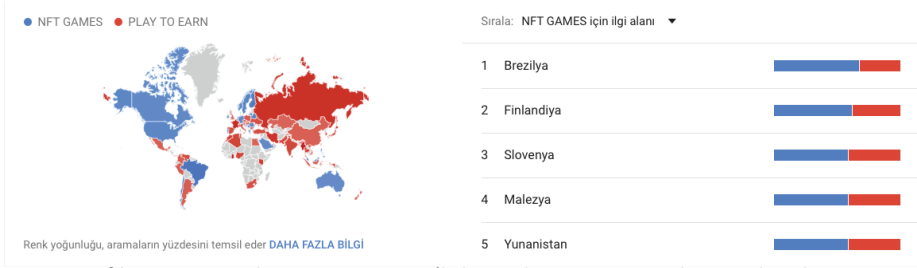 NFT GAMES PLAY TO EARN
Renk yoğunluğu, aramaların yüzdesini temsil eder DAHA FAZLA BİLGİ
Sırala: NFT GAMES için ilgi alanı
1 Brezilya
2 Finlandiya
3 Slovenya
4 Malezya
5 Yunanistan